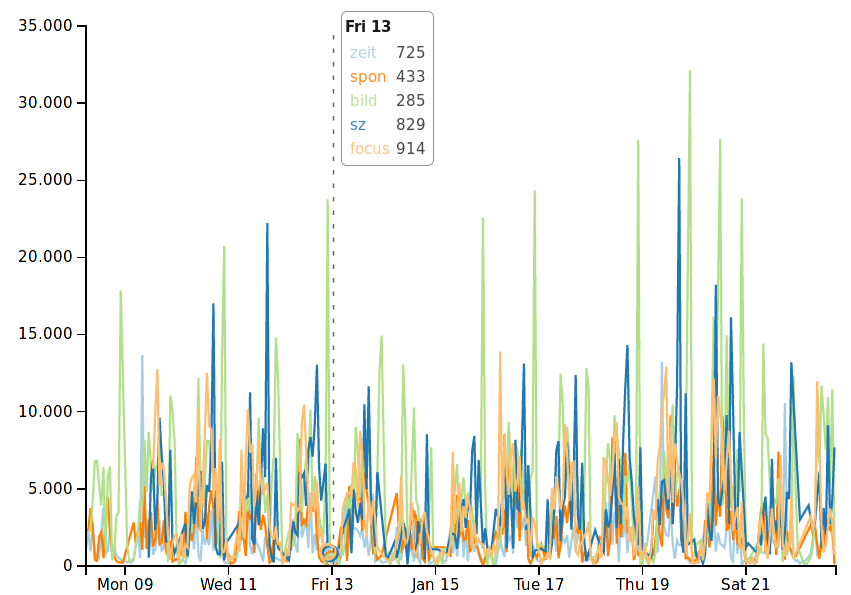 35.000
Fri 13
zeit 725
spon 433
bild 285
sz 829
focus 914
30.000
25.000
20.000
15.000
10.000
5.000
0
Mon 09 Wed 11 Fri 13 Jan 15 Tue 17 Thu 19 Sat 21